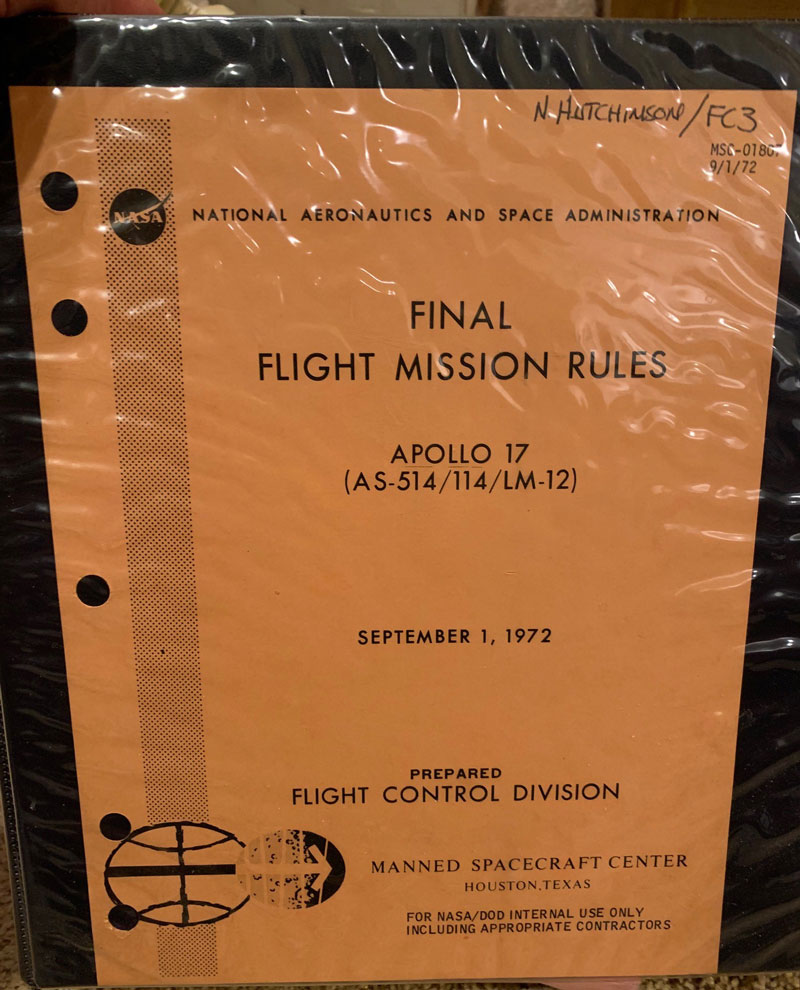 N. HUTCHINSON/FC3
MSC-01807
9/1/72
NASA
NATIONAL AERONAUTICS AND SPACE ADMINISTRATION
FINAL
FLIGHT MISSION RULES
APOLLO 17
(AS-514/114/LM-12)
SEPTEMBER 1, 1972
PREPARED
FLIGHT CONTROL DIVISION
MANNED SPACECRAFT CENTER
HOUSTON,TEXAS
FOR NASA/DOD INTERNAL USE ONLY
INCLUDING APPROPRIATE CONTRACTORS